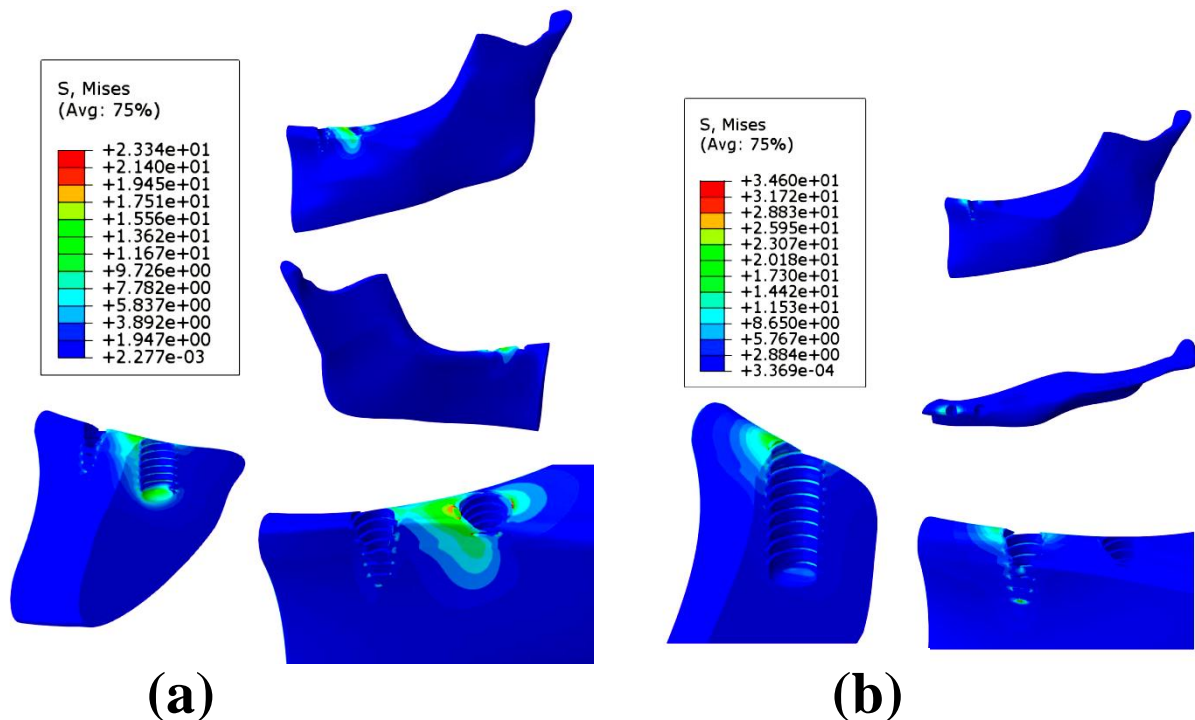 S, Mises
(Avg: 75%)
+2.334e+01
+2.140e+01
+1.945e+01
+1.751e+01
+1.556e+01
+1.362e+01
+1.167e+01
+9.726e+00
+7.782e+00
+5.837e+00
+3.892e+00
+1.947e+00
+2.277e-03
S, Mises
(Avg: 75%)
+3.460e+01
+3.172e+01
+2.883e+01
+2.595e+01
+2.307e+01
+2.018e+01
+1.730e+01
+1.442e+01
+1.153e+01
+8.650e+00
+5.767e+00
+2.884e+00
+3.369e-04
(a)
(b)